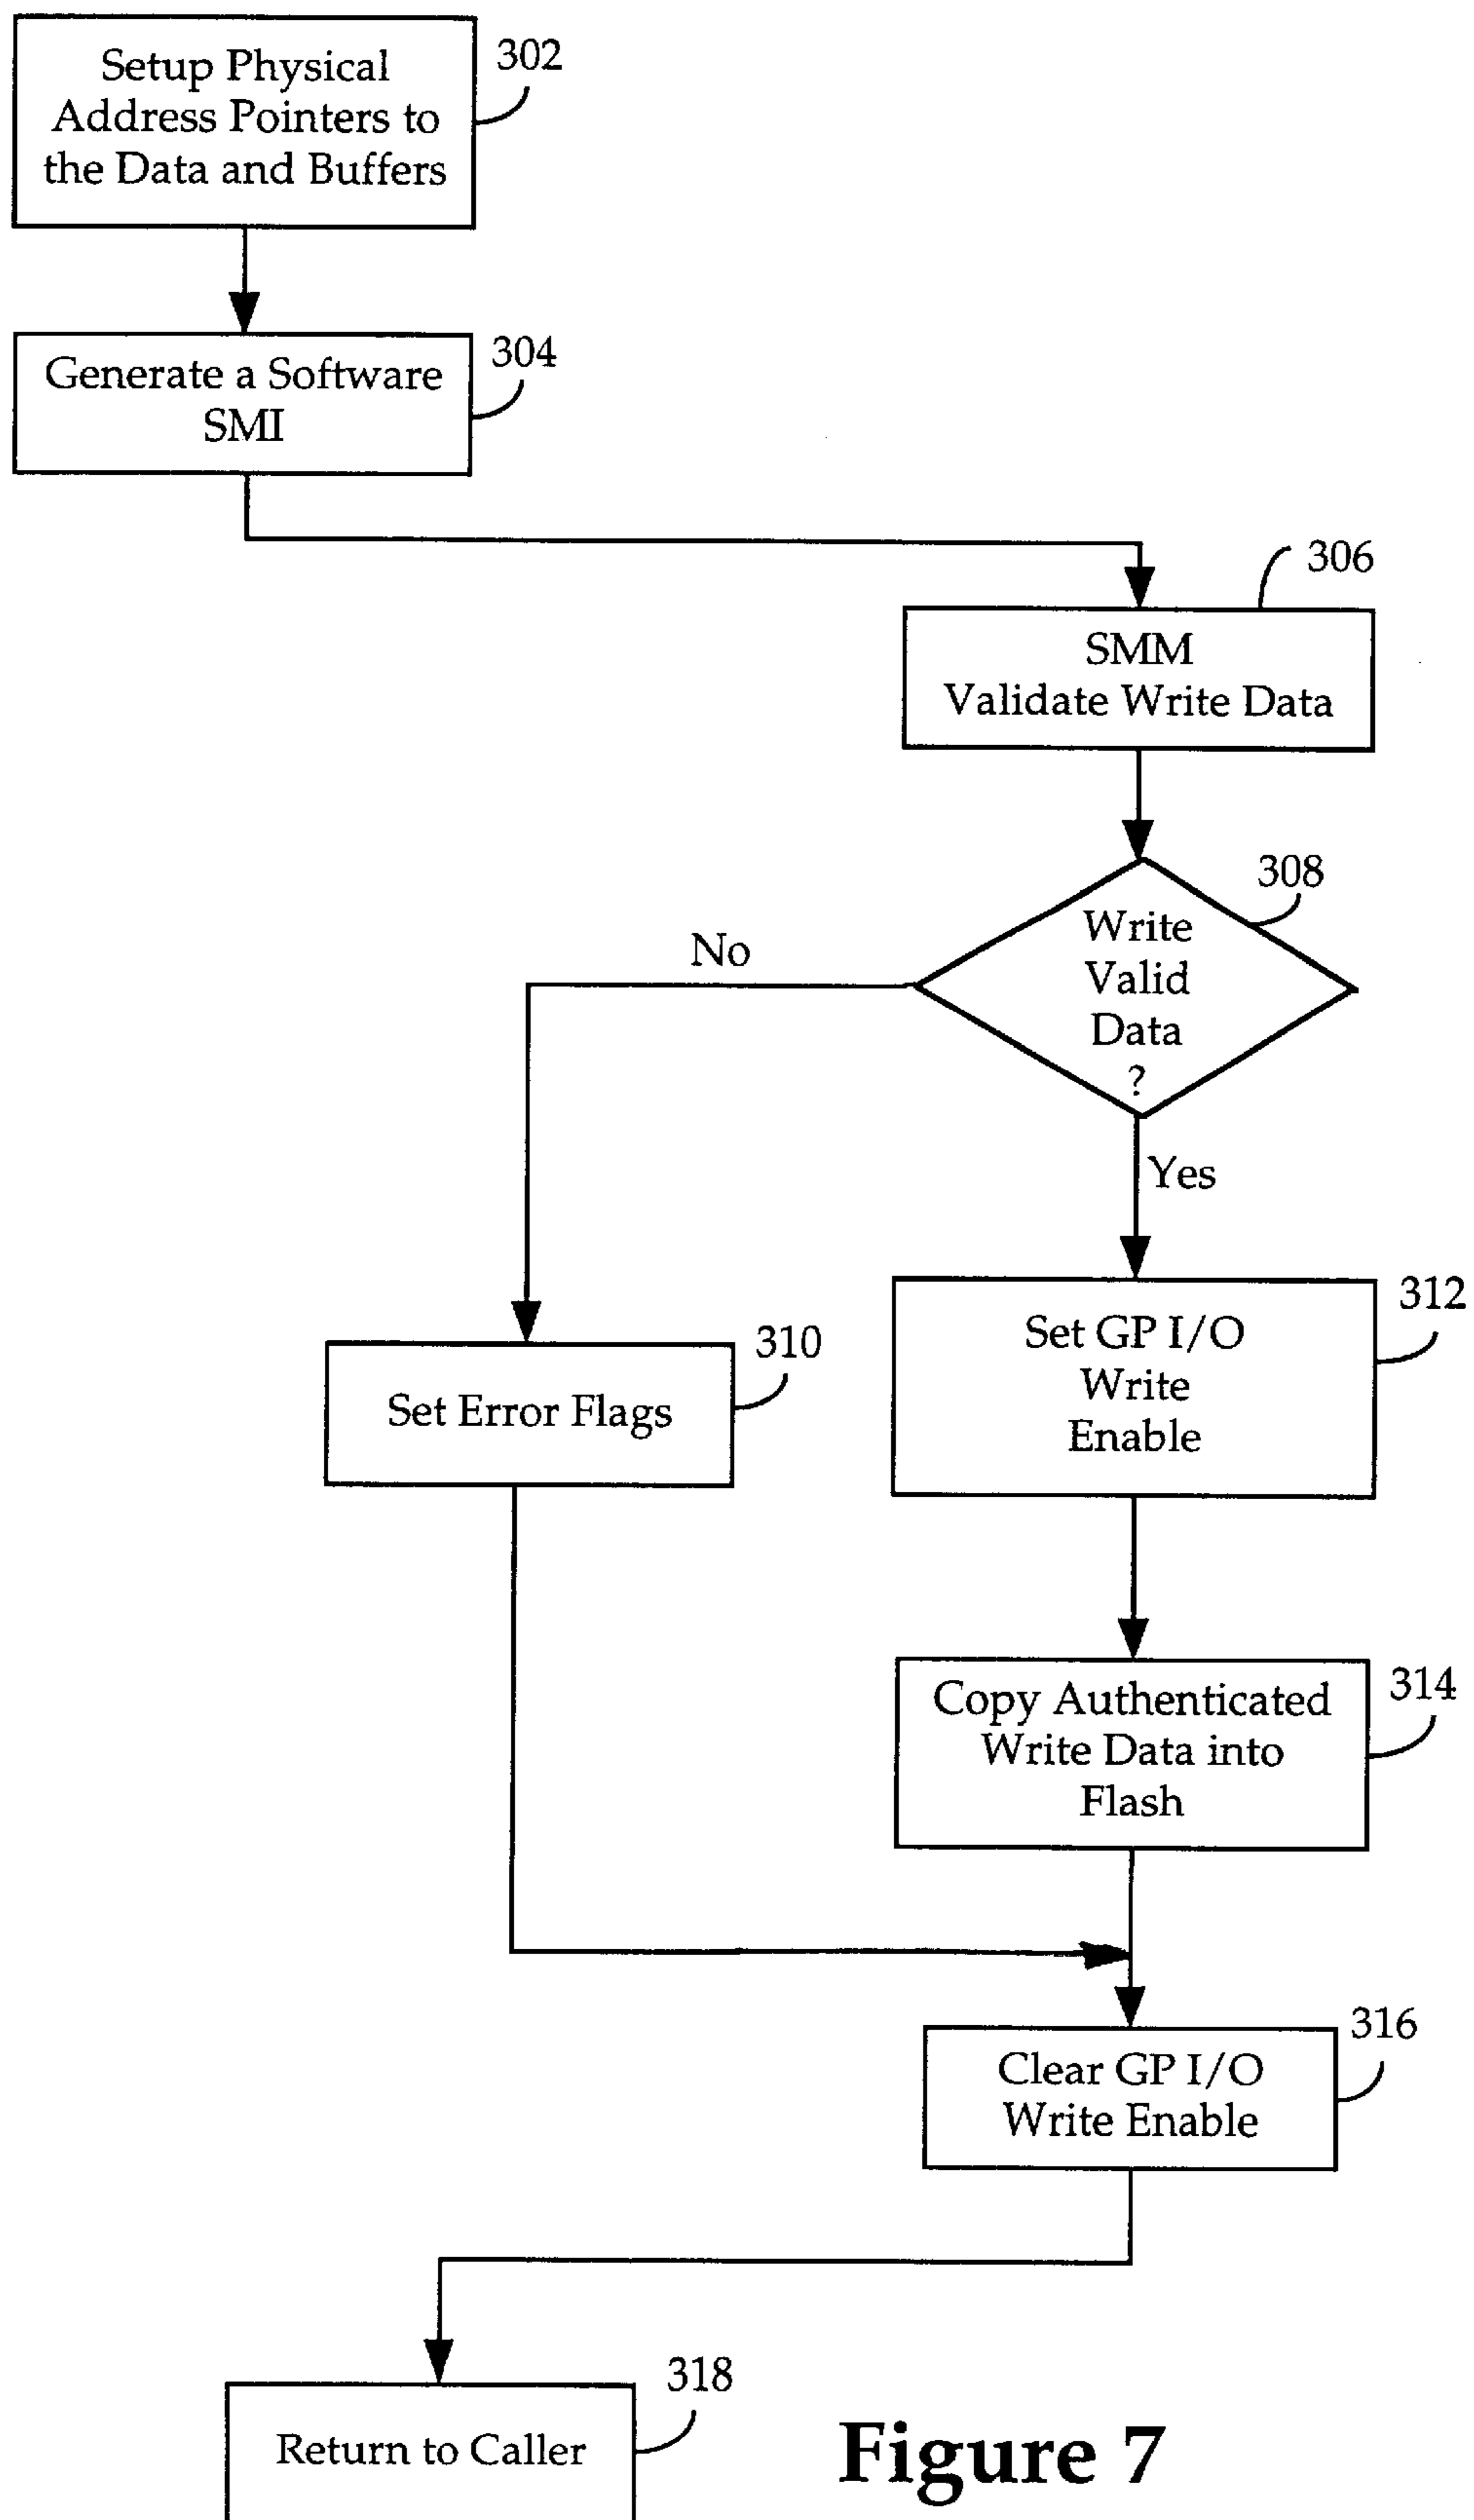 Setup Physical
Address Pointers to
the Data and Buffers
302
Generate a Software
SMI
304
306
SMM
Validate Write Data
308
Write
Valid
Data
?
No
Yes
310
Set Error Flags
312
Set GP I/O
Write
Enable
314
Copy Authenticated
Write Data into
Flash
316
Clear GP I/O
Write Enable
318
Return to Caller
Figure 7